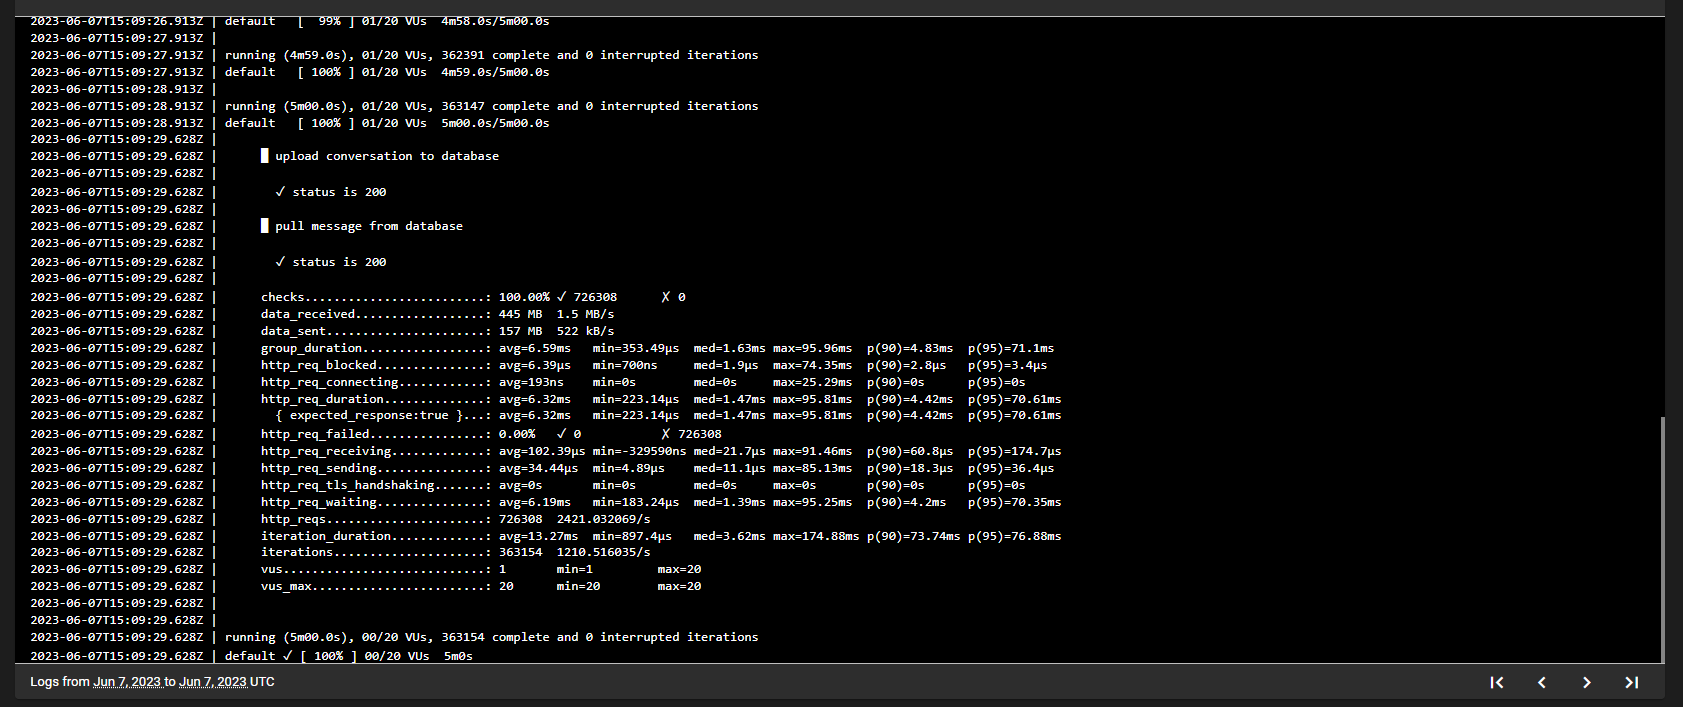 2023-06-07T15:09:26.913Z | default   [  99% ] 01/20 VUs  4m58.0s/5m00.0s
2023-06-07T15:09:27.913Z |
2023-06-07T15:09:27.913Z | running (4m59.0s), 01/20 VUs, 362391 complete and 0 interrupted iterations
2023-06-07T15:09:27.913Z | default   [ 100% ] 01/20 VUs  4m59.0s/5m00.0s
2023-06-07T15:09:28.913Z |
2023-06-07T15:09:28.913Z | running (5m00.0s), 01/20 VUs, 363147 complete and 0 interrupted iterations
2023-06-07T15:09:28.913Z | default   [ 100% ] 01/20 VUs  5m00.0s/5m00.0s
2023-06-07T15:09:29.628Z |
2023-06-07T15:09:29.628Z |      █ upload conversation to database
2023-06-07T15:09:29.628Z |
2023-06-07T15:09:29.628Z |        ✓ status is 200
2023-06-07T15:09:29.628Z |
2023-06-07T15:09:29.628Z |      █ pull message from database
2023-06-07T15:09:29.628Z |
2023-06-07T15:09:29.628Z |        ✓ status is 200
2023-06-07T15:09:29.628Z |
2023-06-07T15:09:29.628Z |      checks.........................: 100.00% ✓ 726308      ✗ 0
2023-06-07T15:09:29.628Z |      data_received..................: 445 MB  1.5 MB/s
2023-06-07T15:09:29.628Z |      data_sent......................: 157 MB  522 kB/s
2023-06-07T15:09:29.628Z |      group_duration.................: avg=6.59ms   min=353.49µs  med=1.63ms max=95.96ms  p(90)=4.83ms  p(95)=71.1ms
2023-06-07T15:09:29.628Z |      http_req_blocked...............: avg=6.39µs   min=700ns     med=1.9µs  max=74.35ms  p(90)=2.8µs   p(95)=3.4µs
2023-06-07T15:09:29.628Z |      http_req_connecting............: avg=193ns    min=0s        med=0s     max=25.29ms  p(90)=0s      p(95)=0s
2023-06-07T15:09:29.628Z |      http_req_duration..............: avg=6.32ms   min=223.14µs  med=1.47ms max=95.81ms  p(90)=4.42ms  p(95)=70.61ms
2023-06-07T15:09:29.628Z |        { expected_response:true }...: avg=6.32ms   min=223.14µs  med=1.47ms max=95.81ms  p(90)=4.42ms  p(95)=70.61ms
2023-06-07T15:09:29.628Z |      http_req_failed................: 0.00%   ✓ 0           ✗ 726308
2023-06-07T15:09:29.628Z |      http_req_receiving.............: avg=102.39µs min=-329590ns med=21.7µs max=91.46ms  p(90)=60.8µs  p(95)=174.7µs
2023-06-07T15:09:29.628Z |      http_req_sending...............: avg=34.44µs  min=4.89µs    med=11.1µs max=85.13ms  p(90)=18.3µs  p(95)=36.4µs
2023-06-07T15:09:29.628Z |      http_req_tls_handshaking.......: avg=0s       min=0s        med=0s     max=0s       p(90)=0s      p(95)=0s
2023-06-07T15:09:29.628Z |      http_req_waiting...............: avg=6.19ms   min=183.24µs  med=1.39ms max=95.25ms  p(90)=4.2ms   p(95)=70.35ms
2023-06-07T15:09:29.628Z |      http_reqs......................: 726308  2421.032069/s
2023-06-07T15:09:29.628Z |      iteration_duration.............: avg=13.27ms  min=897.4µs   med=3.62ms max=174.88ms p(90)=73.74ms p(95)=76.88ms
2023-06-07T15:09:29.628Z |      iterations.....................: 363154  1210.516035/s
2023-06-07T15:09:29.628Z |      vus............................: 1       min=1         max=20
2023-06-07T15:09:29.628Z |      vus_max........................: 20      min=20        max=20
2023-06-07T15:09:29.628Z |
2023-06-07T15:09:29.628Z |
2023-06-07T15:09:29.628Z | running (5m00.0s), 00/20 VUs, 363154 complete and 0 interrupted iterations
2023-06-07T15:09:29.628Z | default ✓ [ 100% ] 00/20 VUs  5m0s
Logs from Jun 7, 2023 to Jun 7, 2023 UTC